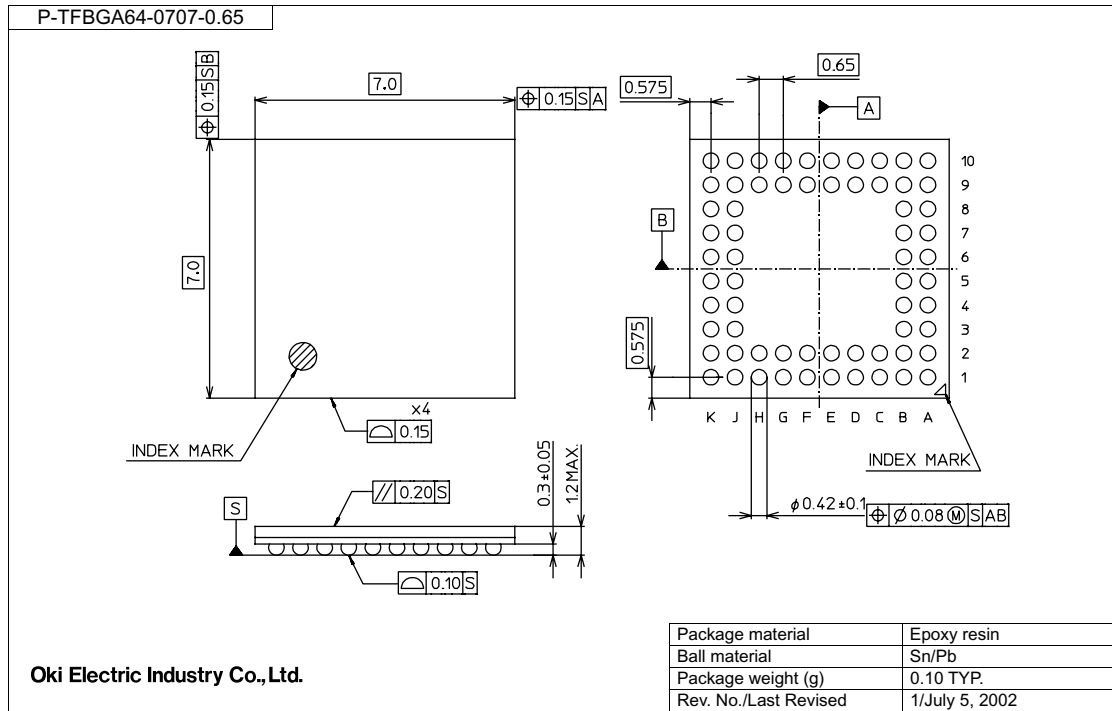 P-TFBGA64-0707-0.65
⌖ 0.15 S B
7.0
⌖ 0.15 S A
7.0
x4
⌓ 0.15
INDEX MARK
0.575
0.65
A
B
10
9
8
7
6
5
4
3
2
1
0.575
K J H G F E D C B A
INDEX MARK
φ0.42±0.1
⌖ Ø 0.08 Ⓜ S AB
// 0.20 S
S
0.3±0.05
1.2MAX.
⌓ 0.10 S
Oki Electric Industry Co.,Ltd.
Package material Epoxy resin
Ball material Sn/Pb
Package weight (g) 0.10 TYP.
Rev. No./Last Revised 1/July 5, 2002